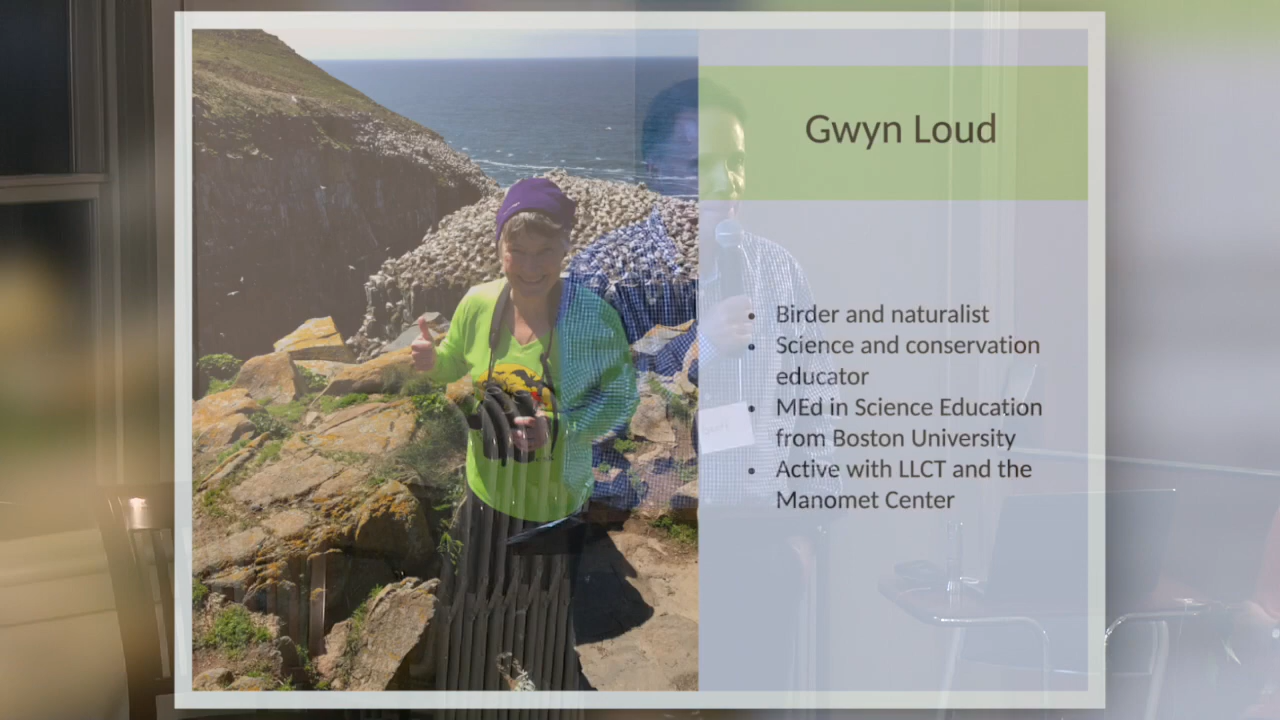 Gwyn Loud
• Birder and naturalist
• Science and conservation
educator
• MEd in Science Education
from Boston University
• Active with LLCT and the
Manomet Center